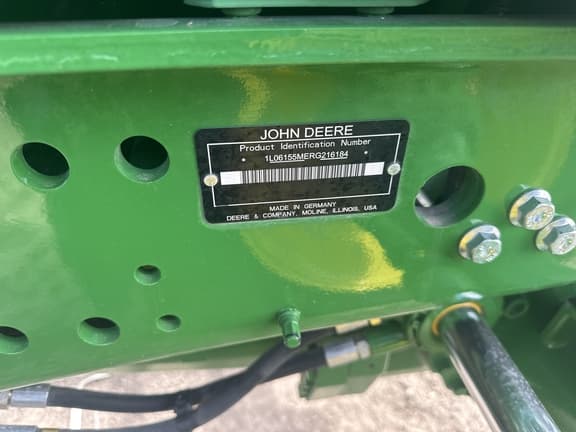 JOHN DEERE
Product Identification Number
* 1L06155MERG216184 *
MADE IN GERMANY
DEERE & COMPANY, MOLINE, ILLINOIS, USA